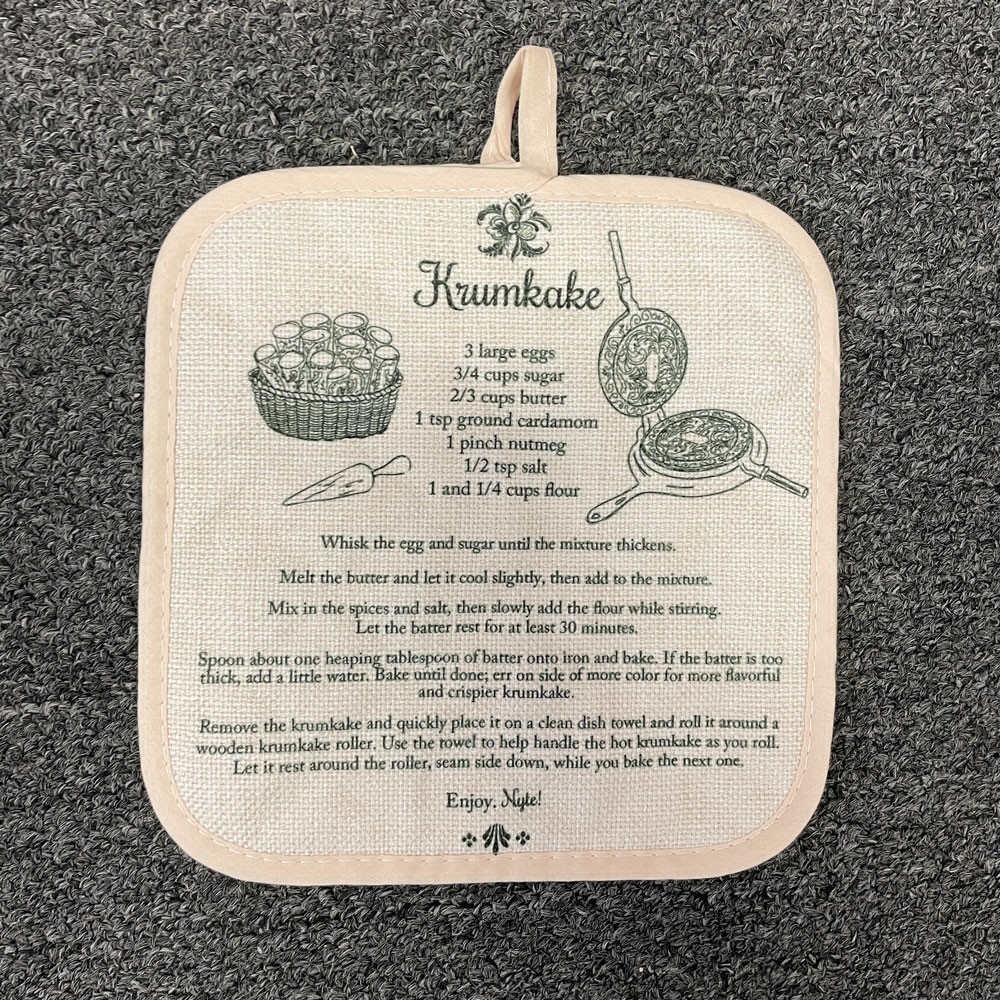 Krumkake
3 large eggs
3/4 cups sugar
2/3 cups butter
1 tsp ground cardamom
1 pinch nutmeg
1/2 tsp salt
1 and 1/4 cups flour
Whisk the egg and sugar until the mixture thickens.
Melt the butter and let it cool slightly, then add to the mixture.
Mix in the spices and salt, then slowly add the flour while stirring.
Let the batter rest for at least 30 minutes.
Spoon about one heaping tablespoon of batter onto iron and bake. If the batter is too
thick, add a little water. Bake until done; err on side of more color for more flavorful
and crispier krumkake.
Remove the krumkake and quickly place it on a clean dish towel and roll it around a
wooden krumkake roller. Use the towel to help handle the hot krumkake as you roll.
Let it rest around the roller, seam side down, while you bake the next one.
Enjoy, Nyte!